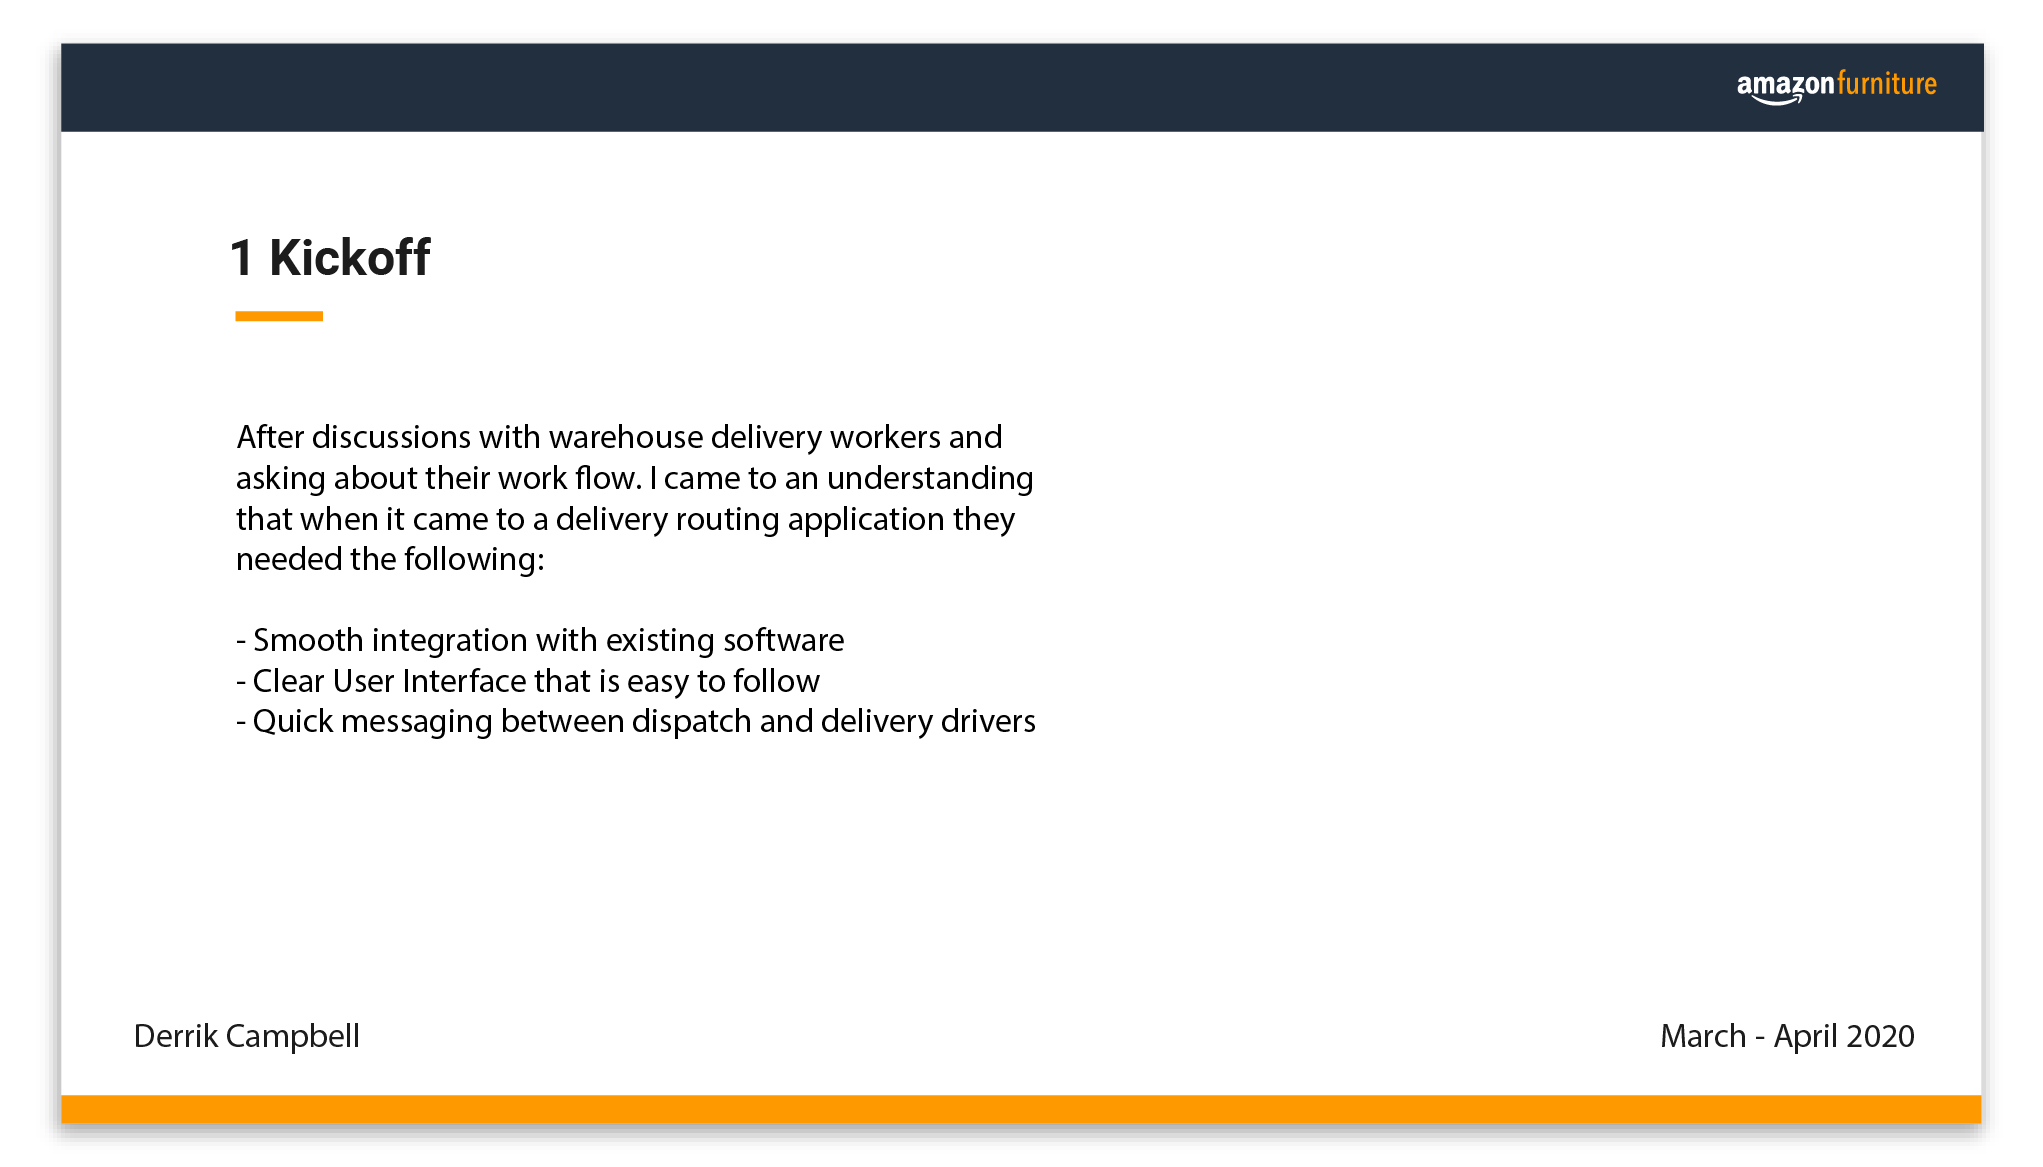 amazonfurniture
1 Kickoff
After discussions with warehouse delivery workers and
asking about their work flow. I came to an understanding
that when it came to a delivery routing application they
needed the following:
- Smooth integration with existing software
- Clear User Interface that is easy to follow
- Quick messaging between dispatch and delivery drivers
Derrik Campbell
March - April 2020